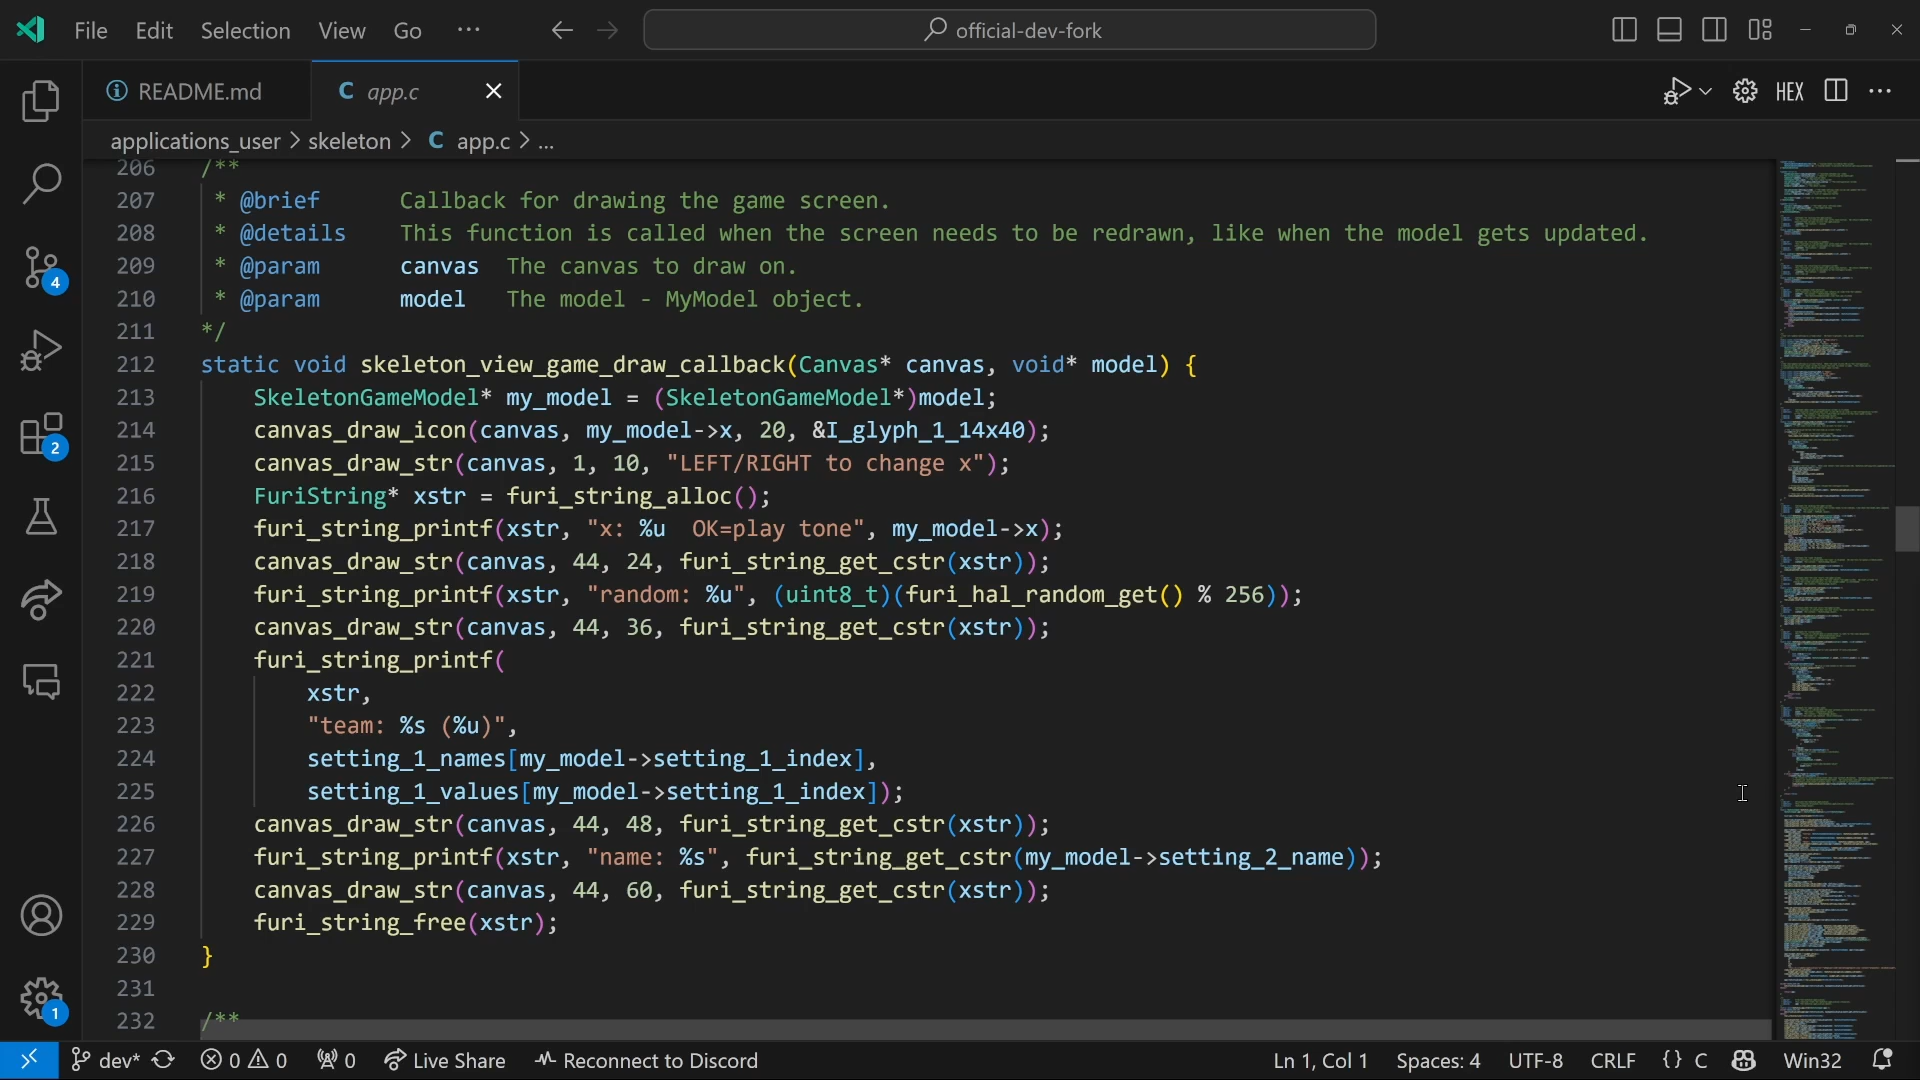 File Edit Selection View Go ··· official-dev-fork
README.md C app.c HEX
applications_user > skeleton > C app.c > ...
206 /**
207 * @brief Callback for drawing the game screen.
208 * @details This function is called when the screen needs to be redrawn, like when the model gets updated.
209 * @param canvas The canvas to draw on.
210 * @param model The model - MyModel object.
211 */
212 static void skeleton_view_game_draw_callback(Canvas* canvas, void* model) {
213 SkeletonGameModel* my_model = (SkeletonGameModel*)model;
214 canvas_draw_icon(canvas, my_model->x, 20, &I_glyph_1_14x40);
215 canvas_draw_str(canvas, 1, 10, "LEFT/RIGHT to change x");
216 FuriString* xstr = furi_string_alloc();
217 furi_string_printf(xstr, "x: %u  OK=play tone", my_model->x);
218 canvas_draw_str(canvas, 44, 24, furi_string_get_cstr(xstr));
219 furi_string_printf(xstr, "random: %u", (uint8_t)(furi_hal_random_get() % 256));
220 canvas_draw_str(canvas, 44, 36, furi_string_get_cstr(xstr));
221 furi_string_printf(
222 xstr,
223 "team: %s (%u)",
224 setting_1_names[my_model->setting_1_index],
225 setting_1_values[my_model->setting_1_index]);
226 canvas_draw_str(canvas, 44, 48, furi_string_get_cstr(xstr));
227 furi_string_printf(xstr, "name: %s", furi_string_get_cstr(my_model->setting_2_name));
228 canvas_draw_str(canvas, 44, 60, furi_string_get_cstr(xstr));
229 furi_string_free(xstr);
230 }
231
232 /**
4
2
1
dev* 0 0 0 Live Share Reconnect to Discord Ln 1, Col 1 Spaces: 4 UTF-8 CRLF {} C Win32